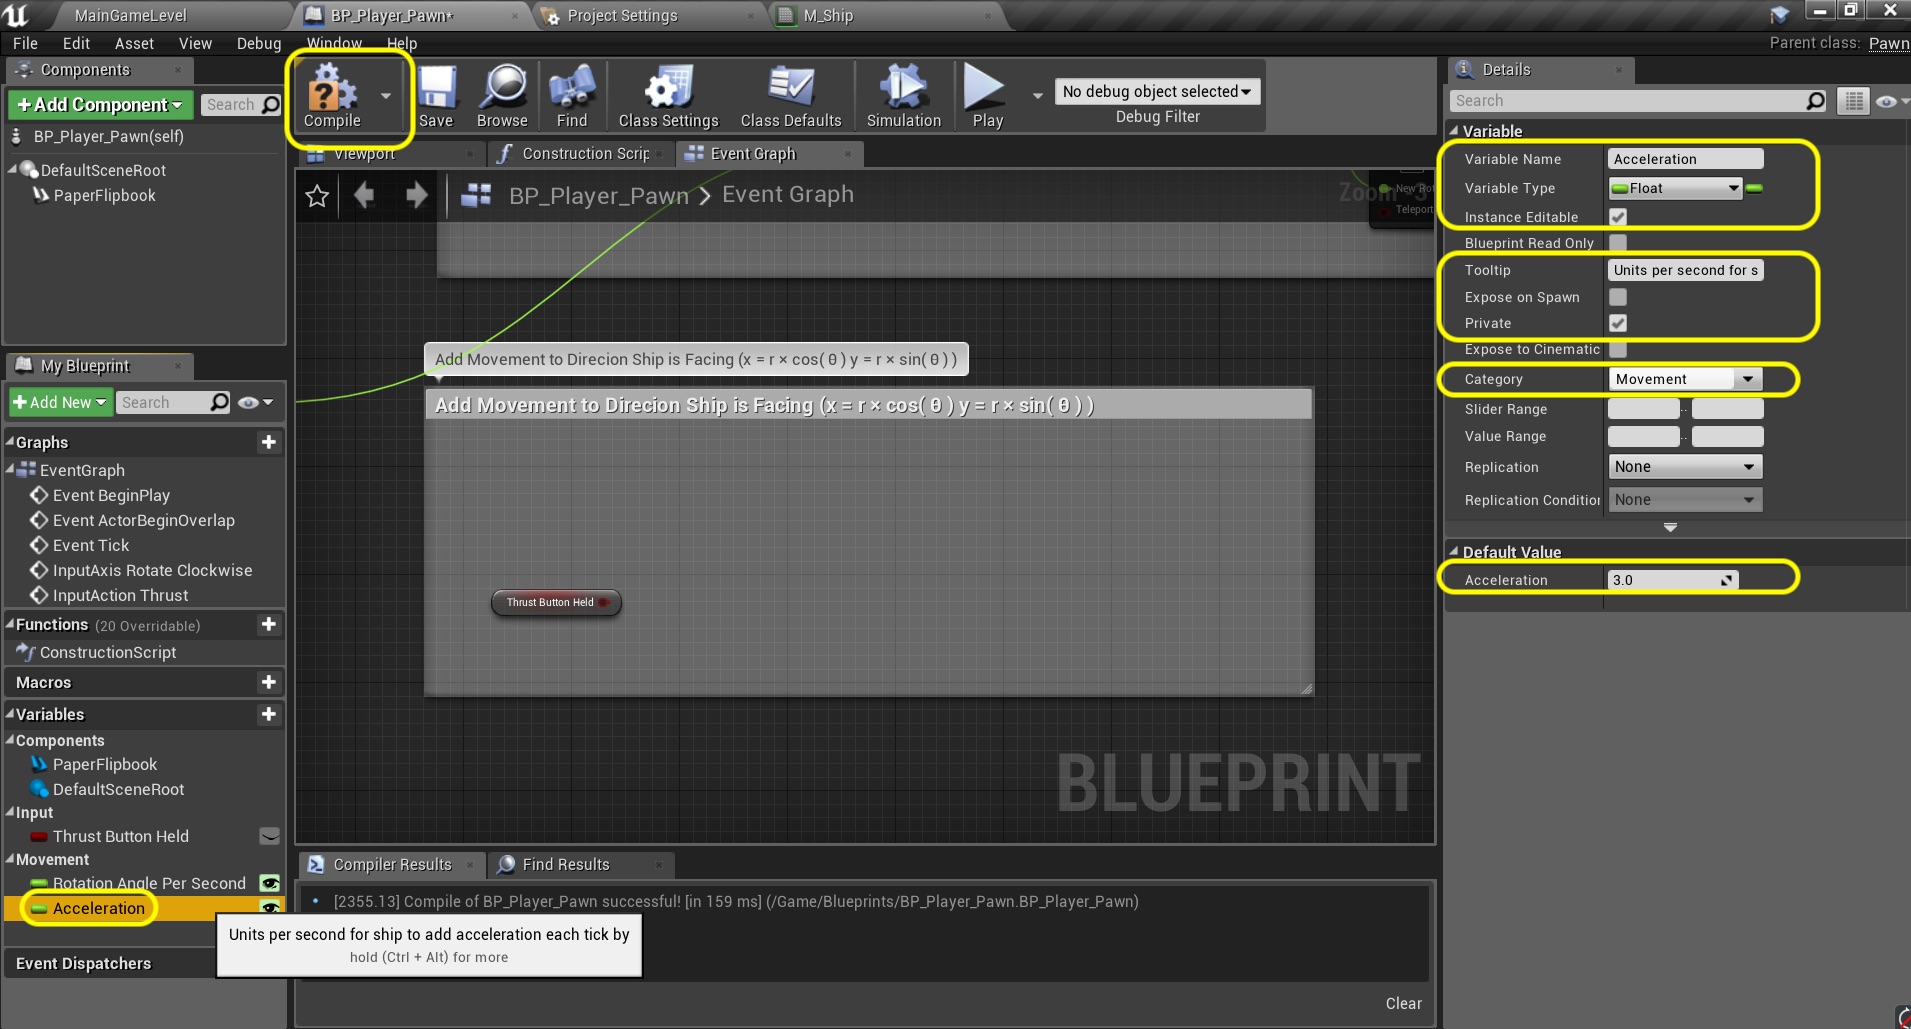 MainGameLevel
BP_Player_Pawn*
Project Settings
M_Ship
File Edit Asset View Debug Window Help
Parent class: Pawn
Components
+Add Component
Search
BP_Player_Pawn(self)
DefaultSceneRoot
PaperFlipbook
Compile
Save
Browse
Find
Class Settings
Class Defaults
Simulation
Play
No debug object selected
Debug Filter
Viewport
Construction Scrip
Event Graph
BP_Player_Pawn > Event Graph
Zoom -3
New Rot
Teleport
Add Movement to Direcion Ship is Facing (x = r × cos( θ ) y = r × sin( θ ) )
Add Movement to Direcion Ship is Facing (x = r × cos( θ ) y = r × sin( θ ) )
Thrust Button Held
BLUEPRINT
My Blueprint
+Add New
Search
Graphs
EventGraph
Event BeginPlay
Event ActorBeginOverlap
Event Tick
InputAxis Rotate Clockwise
InputAction Thrust
Functions (20 Overridable)
ConstructionScript
Macros
Variables
Components
PaperFlipbook
DefaultSceneRoot
Input
Thrust Button Held
Movement
Rotation Angle Per Second
Acceleration
Units per second for ship to add acceleration each tick by
hold (Ctrl + Alt) for more
Event Dispatchers
Compiler Results
Find Results
[2355.13] Compile of BP_Player_Pawn successful! [in 159 ms] (/Game/Blueprints/BP_Player_Pawn.BP_Player_Pawn)
Clear
Details
Search
Variable
Variable Name Acceleration
Variable Type Float
Instance Editable
Blueprint Read Only
Tooltip Units per second for s
Expose on Spawn
Private
Expose to Cinematic
Category Movement
Slider Range ..
Value Range ..
Replication None
Replication Condition None
Default Value
Acceleration 3.0